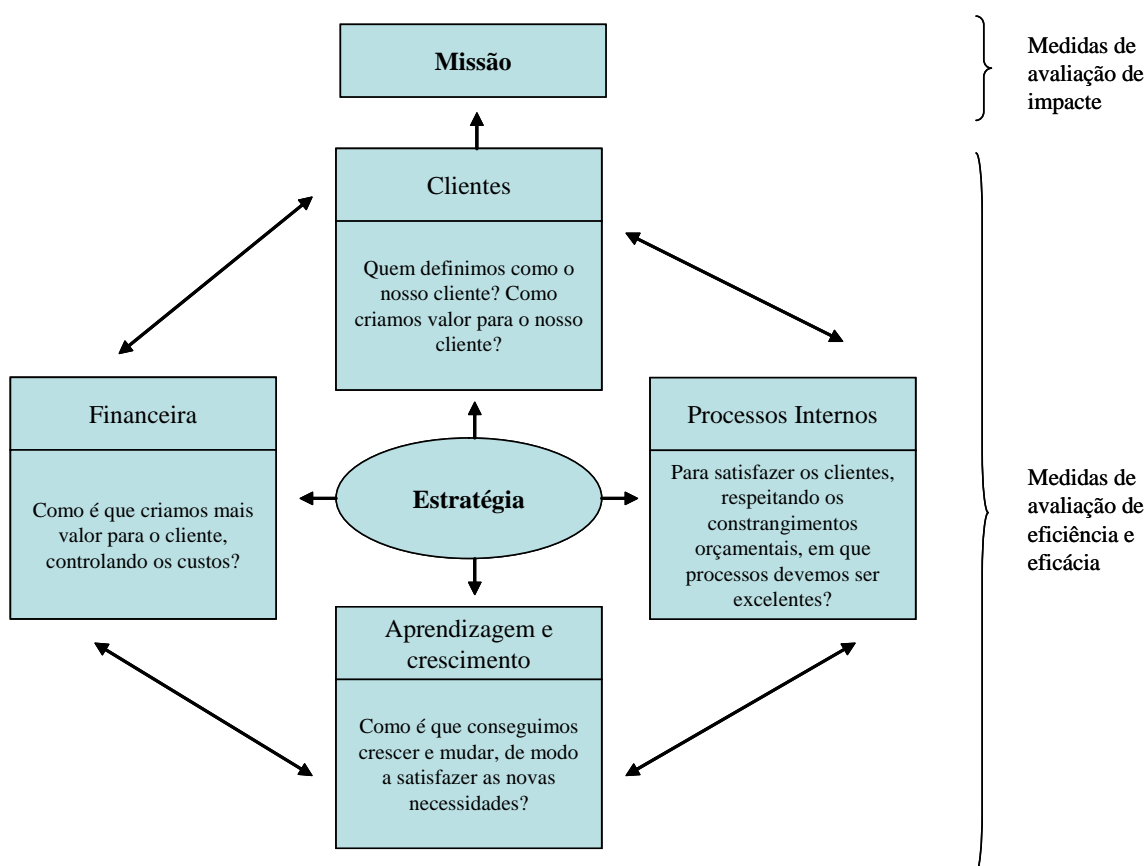 Missão
Medidas de
avaliação de
impacte
Clientes
Quem definimos como o
nosso cliente? Como
criamos valor para o nosso
cliente?
Financeira
Como é que criamos mais
valor para o cliente,
controlando os custos?
Estratégia
Processos Internos
Para satisfazer os clientes,
respeitando os
constrangimentos
orçamentais, em que
processos devemos ser
excelentes?
Medidas de
avaliação de
eficiência e
eficácia
Aprendizagem e
crescimento
Como é que conseguimos
crescer e mudar, de modo
a satisfazer as novas
necessidades?